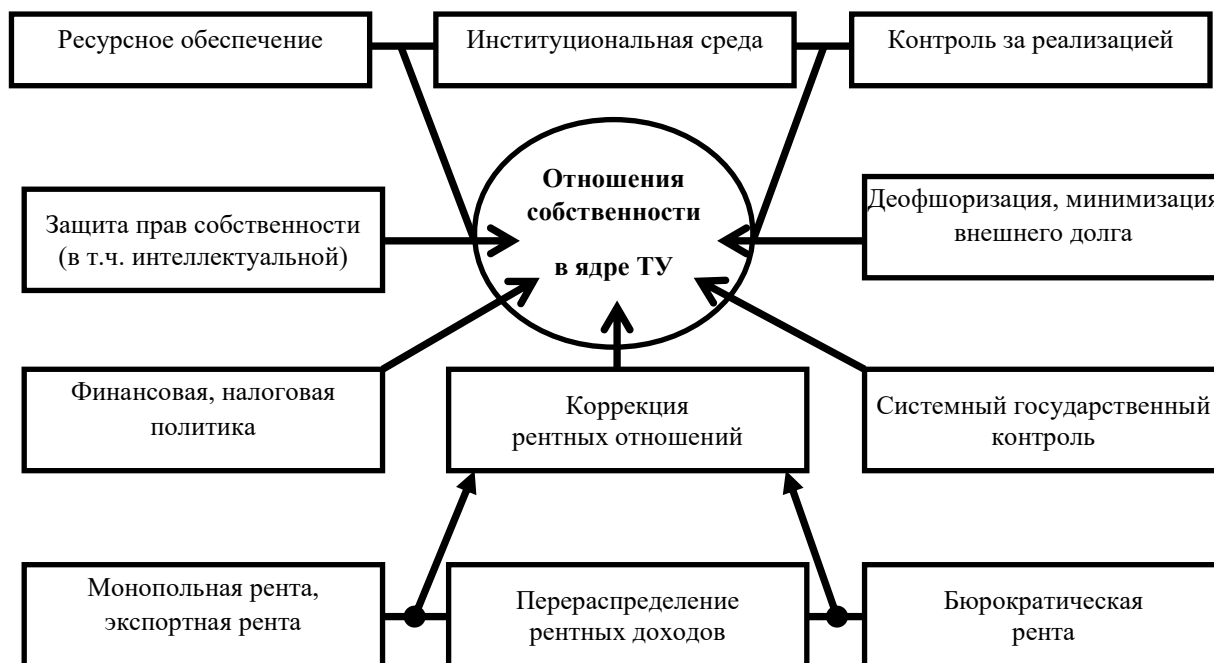 Ресурсное обеспечение
Институциональная среда
Контроль за реализацией
Отношения
собственности
в ядре ТУ
Защита прав собственности
(в т.ч. интеллектуальной)
Деофшоризация, минимизация
внешнего долга
Финансовая, налоговая
политика
Коррекция
рентных отношений
Системный государственный
контроль
Монопольная рента,
экспортная рента
Перераспределение
рентных доходов
Бюрократическая
рента